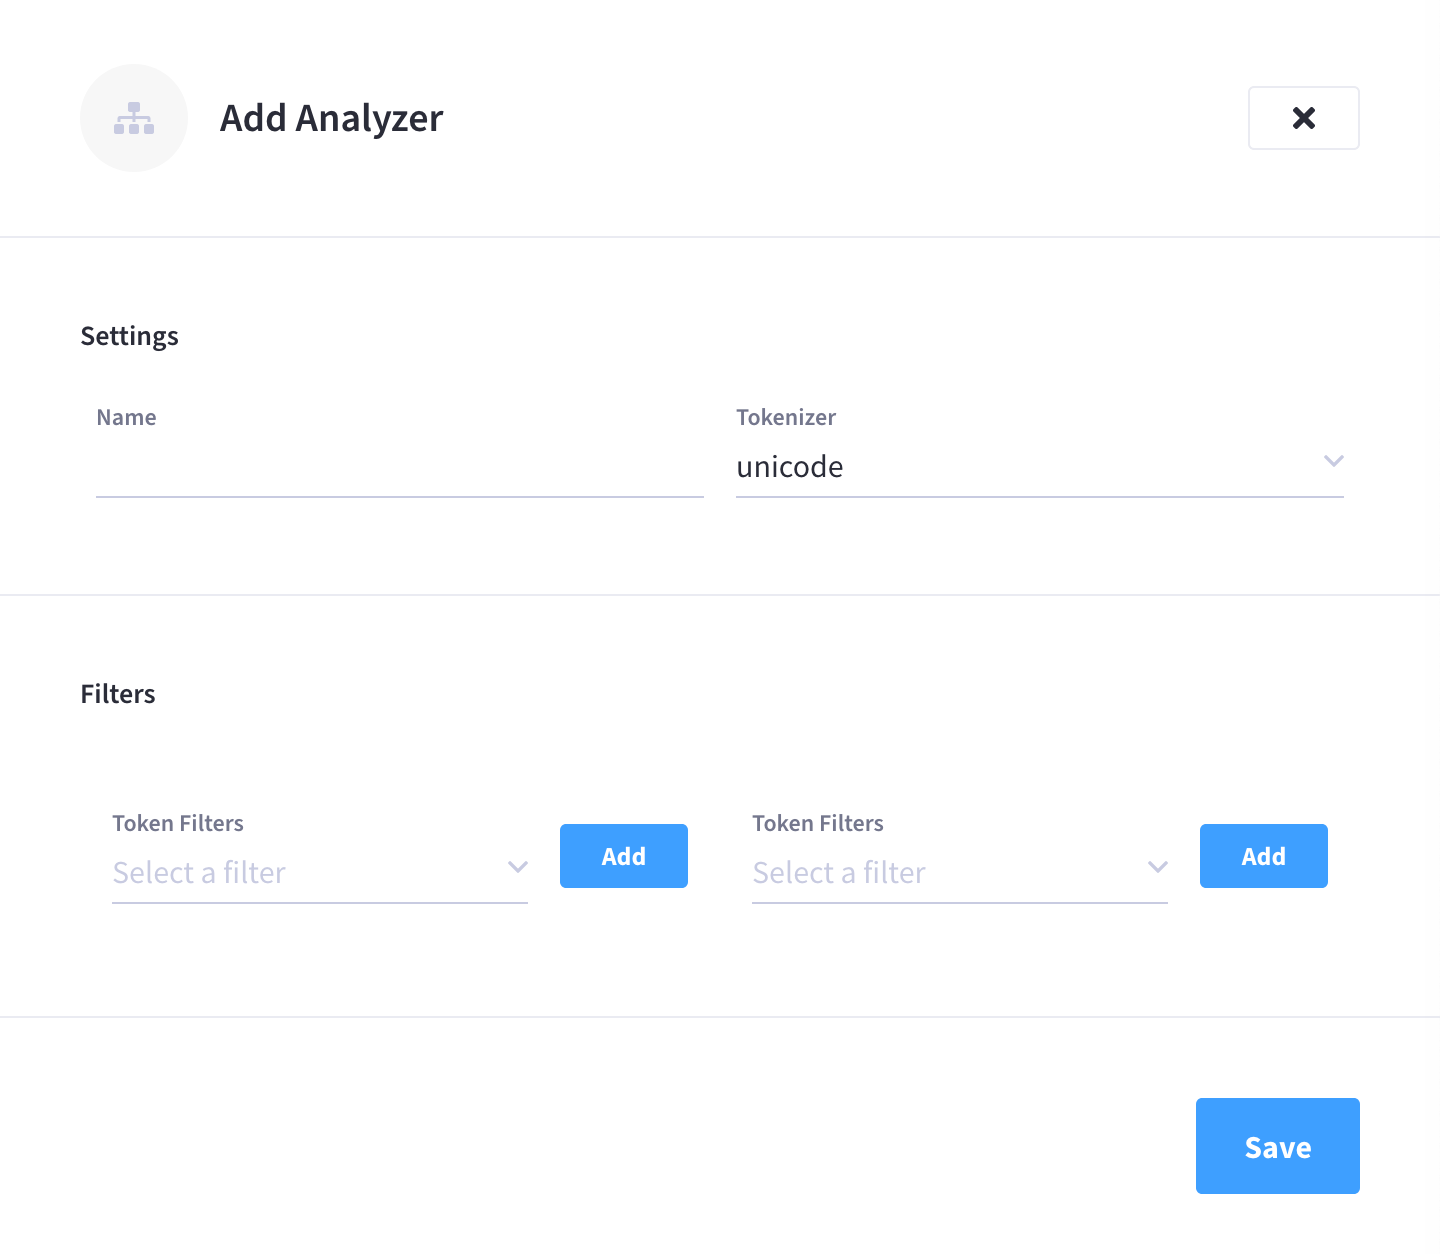 Add Analyzer
Settings
Name
Tokenizer
unicode
Filters
Token Filters
Select a filter
Add
Token Filters
Select a filter
Add
Save